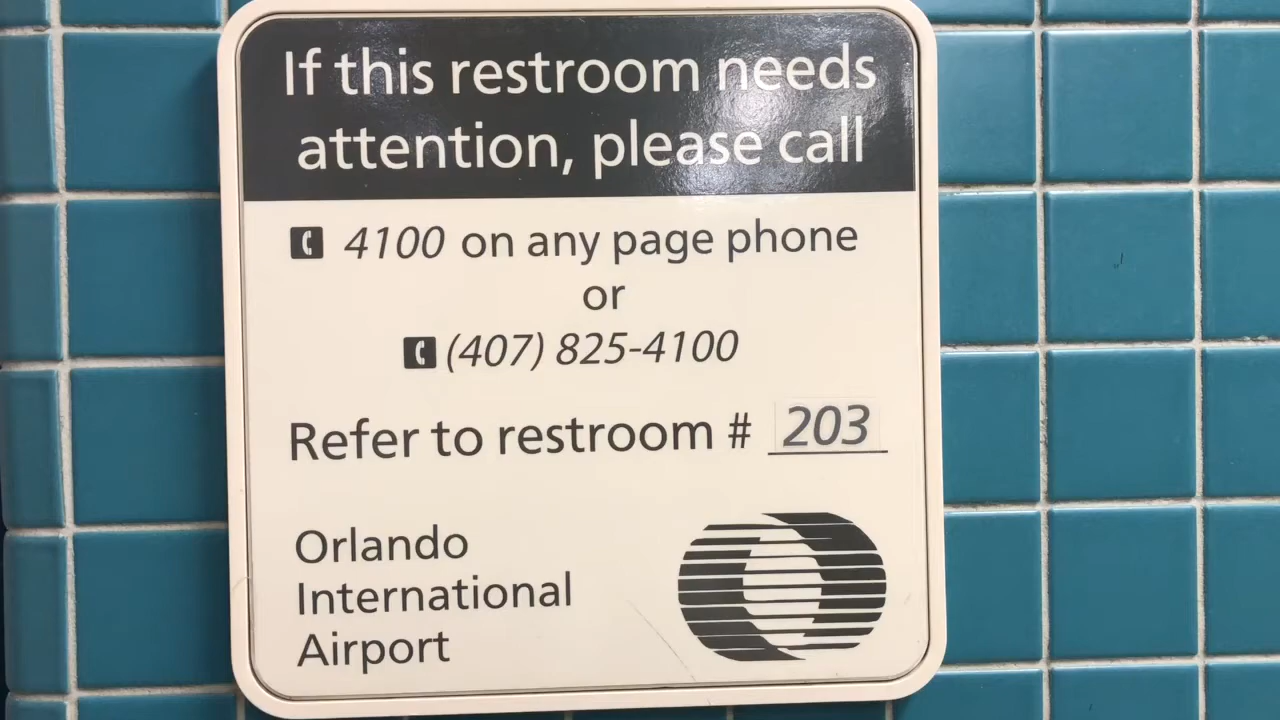 If this restroom needs
attention, please call
4100 on any page phone
or
(407) 825-4100
Refer to restroom # 203
Orlando
International
Airport